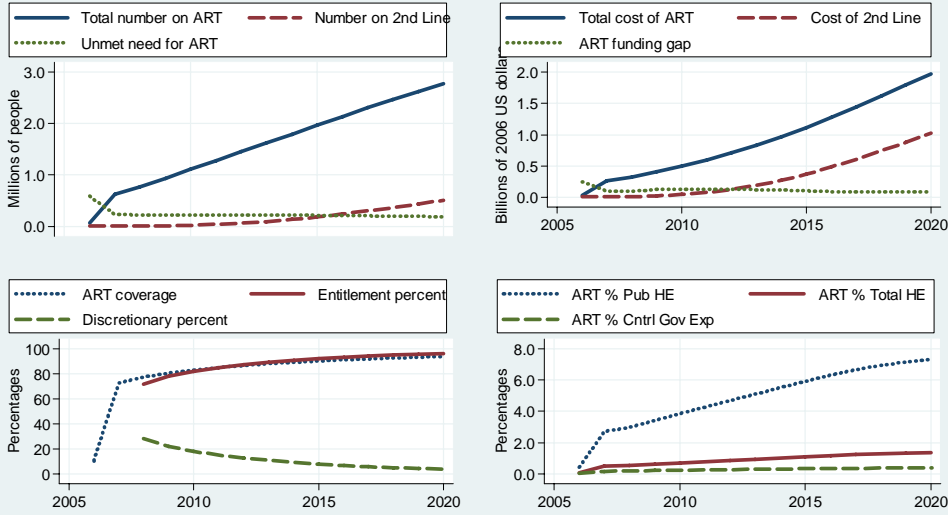 Total number on ART
Number on 2nd Line
Unmet need for ART
Millions of people
3.0
2.0
1.0
0.0
Total cost of ART
Cost of 2nd Line
ART funding gap
Billions of 2006 US dollars
2.0
1.5
1.0
0.5
0.0
2005 2010 2015 2020
ART coverage
Entitlement percent
Discretionary percent
Percentages
100
80
60
40
20
0
2005 2010 2015 2020
ART % Pub HE
ART % Total HE
ART % Cntrl Gov Exp
Percentages
8.0
6.0
4.0
2.0
0.0
2005 2010 2015 2020